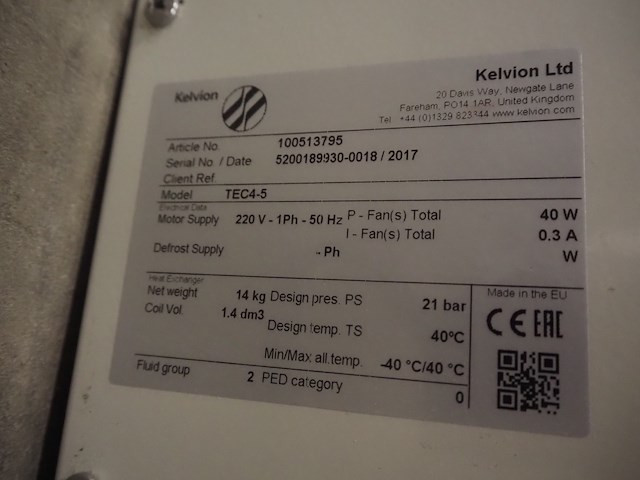 Kelvion
Kelvion Ltd
20 Davis Way, Newgate Lane
Fareham, PO14 1AR, United Kingdom
Tel: +44 (0)1329 823344 www.kelvion.com
Article No. 100513795
Serial No. / Date 5200189930-0018 / 2017
Client Ref.
Model TEC4-5
Electrical Data
Motor Supply 220 V - 1Ph - 50 Hz P - Fan(s) Total 40 W
I - Fan(s) Total 0.3 A
Defrost Supply - Ph W
Heat Exchanger
Net weight 14 kg Design pres. PS 21 bar
Coil Vol. 1.4 dm3
Design temp. TS 40ºC
Min/Max all.temp. -40 °C/40 °C
Fluid group 2 PED category 0
Made in the EU
CE EAC